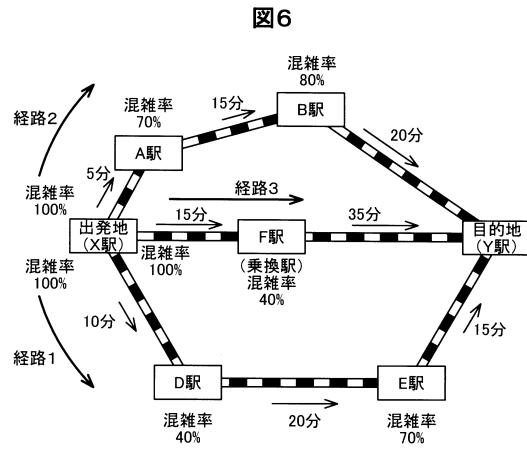 図6
混雑率
80%
15分
B駅
混雑率
70%
経路2
20分
A駅
5分
混雑率
100%
経路3
15分
35分
出発地
(X駅)
F駅
目的地
(Y駅)
混雑率
100%
(乗換駅)
混雑率
40%
混雑率
100%
10分
15分
経路1
D駅
E駅
20分
混雑率
40%
混雑率
70%